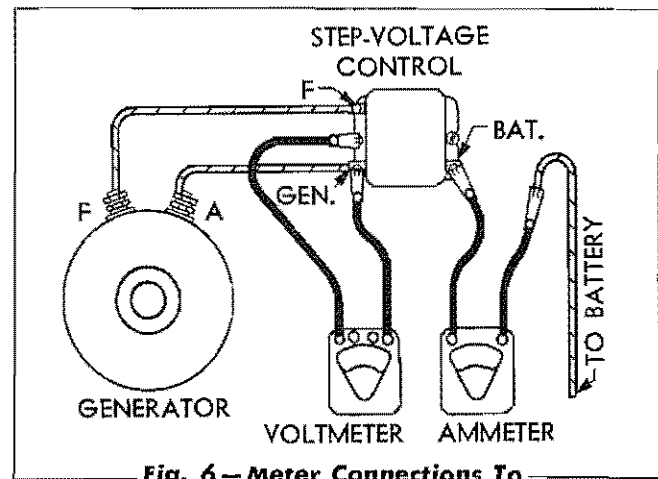 STEP-VOLTAGE
CONTROL
F
BAT.
GEN.
F
A
TO BATTERY
GENERATOR
VOLTMETER
AMMETER
Fig. 6—Meter Connections To